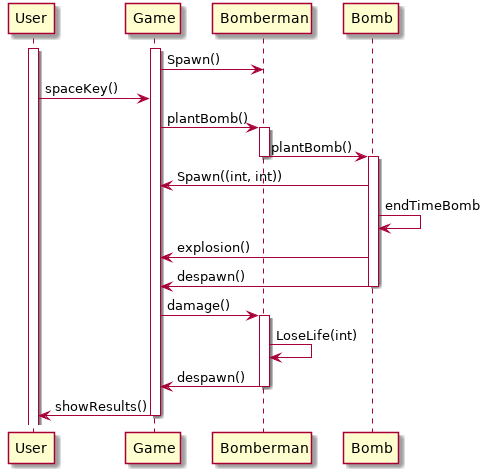 User Game Bomberman Bomb
Spawn()
spaceKey()
plantBomb()
plantBomb()
Spawn((int, int))
endTimeBomb
explosion()
despawn()
damage()
LoseLife(int)
despawn()
showResults()
User Game Bomberman Bomb